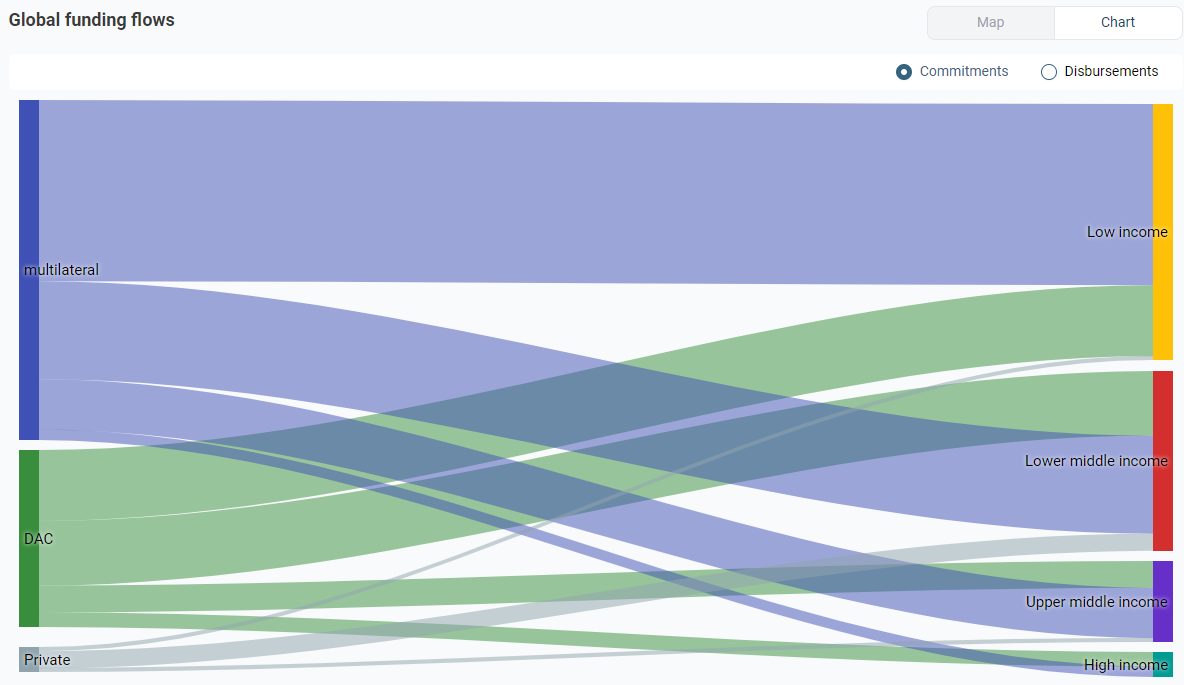 Global funding flows
Map
Chart
Commitments
Disbursements
multilateral
Low income
Lower middle income
DAC
Upper middle income
Private
High income